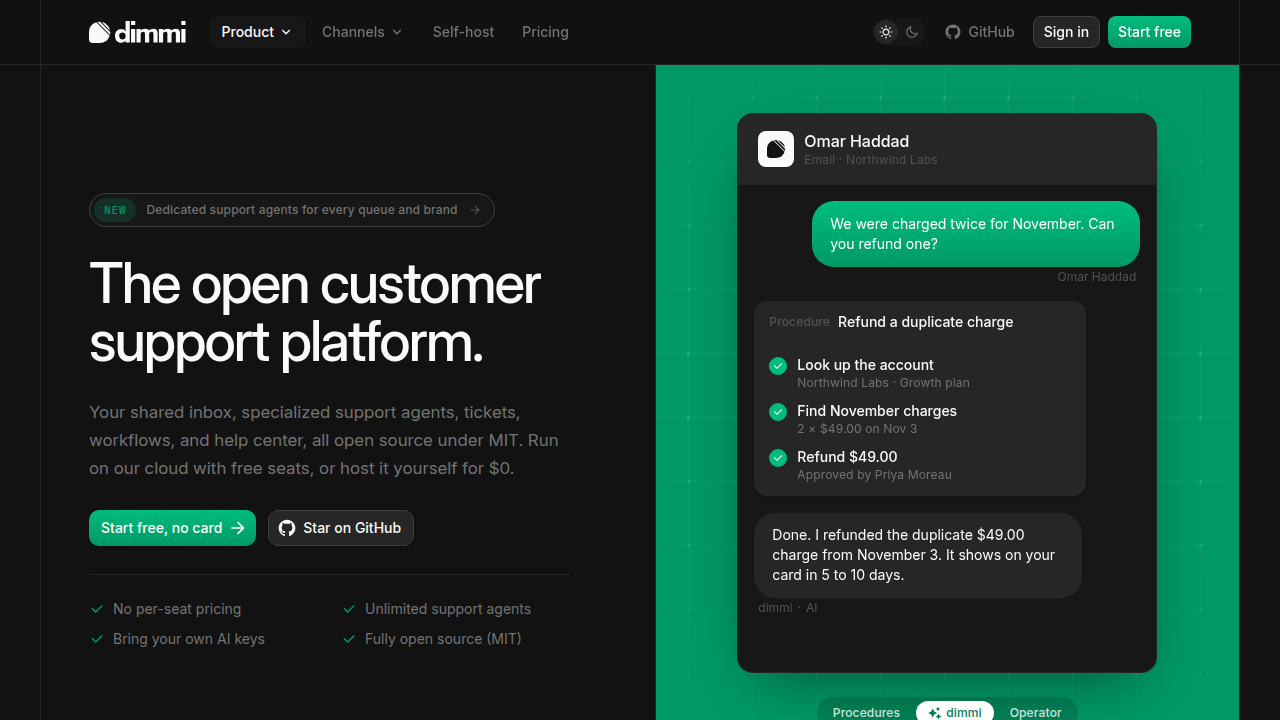 dimmi
Product
Channels
Self-host
Pricing
GitHub
Sign in
Start free
NEW
Dedicated support agents for every queue and brand
The open customer
support platform.
Your shared inbox, specialized support agents, tickets,
workflows, and help center, all open source under MIT. Run
on our cloud with free seats, or host it yourself for $0.
Start free, no card
Star on GitHub
No per-seat pricing
Unlimited support agents
Bring your own AI keys
Fully open source (MIT)
Omar Haddad
Email · Northwind Labs
We were charged twice for November. Can
you refund one?
Omar Haddad
Procedure Refund a duplicate charge
Look up the account
Northwind Labs · Growth plan
Find November charges
2 × $49.00 on Nov 3
Refund $49.00
Approved by Priya Moreau
Done. I refunded the duplicate $49.00
charge from November 3. It shows on your
card in 5 to 10 days.
dimmi · AI
Procedures
dimmi
Operator